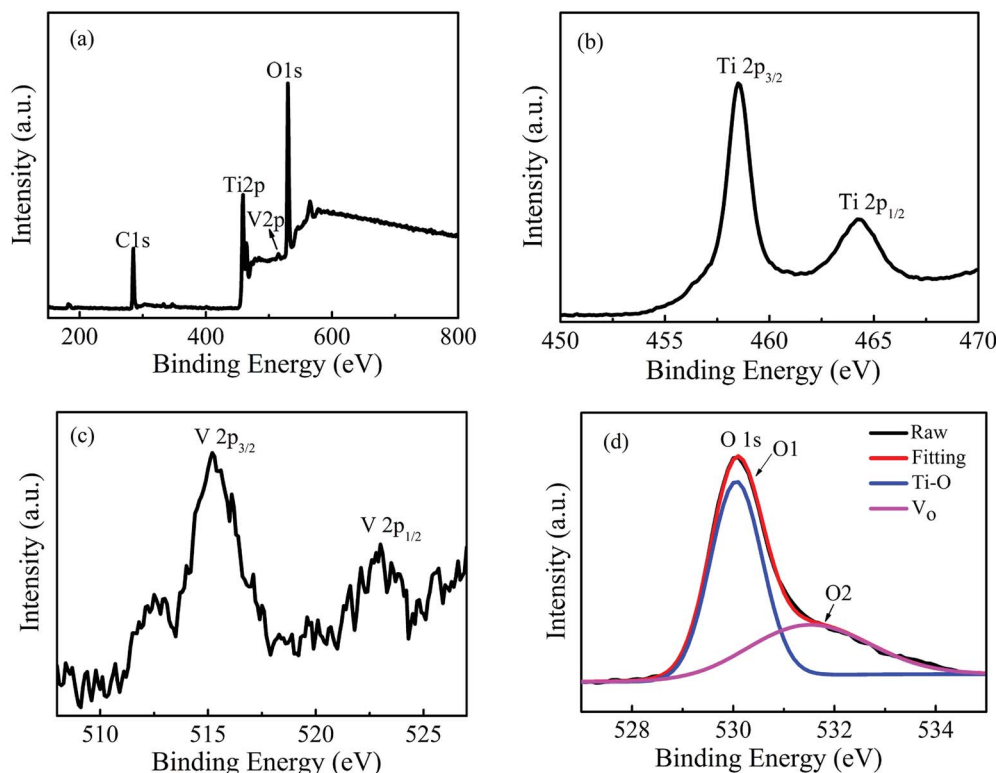 (a)
O1s
Ti2p
V2p
C1s
Intensity (a.u.)
200 400 600 800
Binding Energy (eV)
(b)
Ti 2p3/2
Ti 2p1/2
Intensity (a.u.)
450 455 460 465 470
Binding Energy (eV)
(c)
V 2p3/2
V 2p1/2
Intensity (a.u.)
510 515 520 525
Binding Energy (eV)
(d)
O 1s
O1
O2
Raw
Fitting
Ti-O
Vo
Intensity (a.u.)
528 530 532 534
Binding Energy (eV)